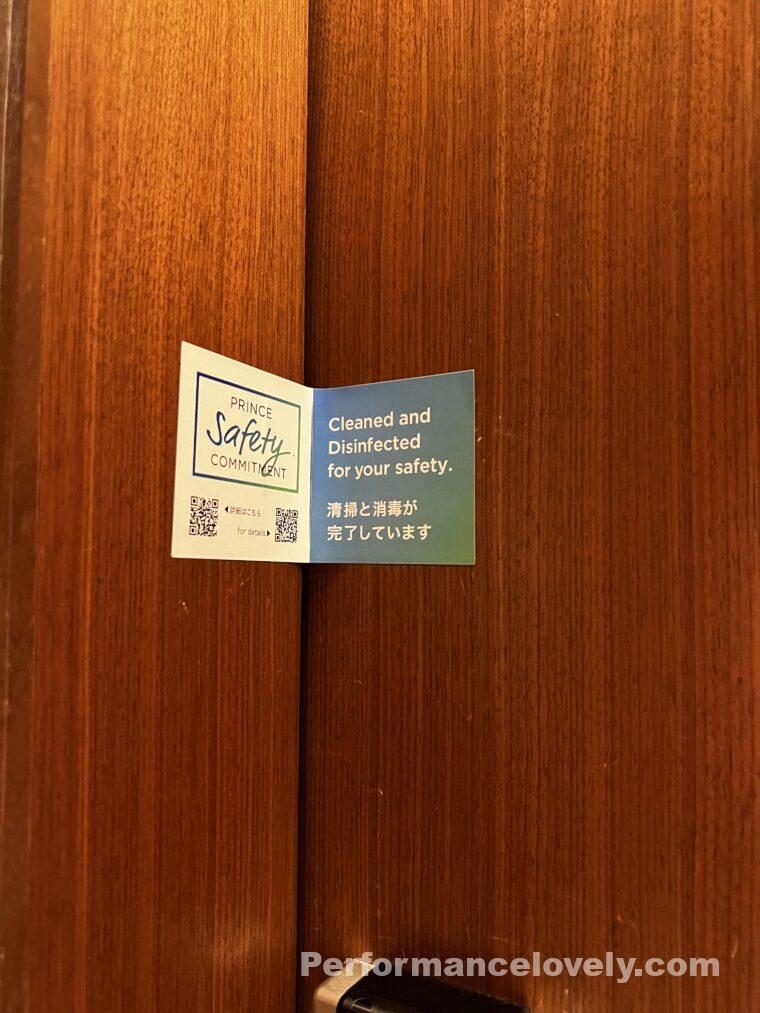 PRINCE
Safety
COMMITMENT
◀詳細はこちら
for details▶
Cleaned and
Disinfected
for your safety.
清掃と消毒が
完了しています
Performancelovely.com